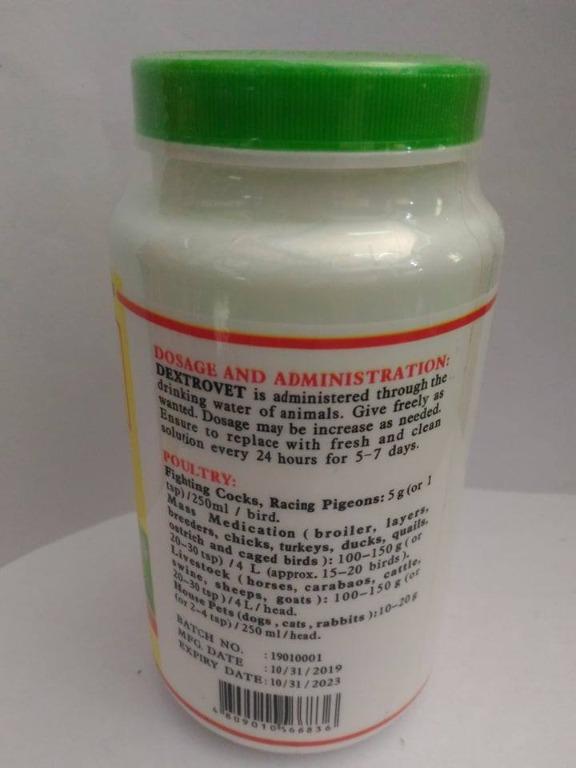 DOSAGE AND ADMINISTRATION:
DEXTROVET is administered through the
drinking water of animals. Give freely as
wanted. Dosage may be increase as needed.
Ensure to replace with fresh and clean
solution every 24 hours for 5-7 days.
POULTRY:
Fighting Cocks, Racing Pigeons: 5 g (or 1
tsp)/250ml / bird.
Mass Medication ( broiler, layers,
breeders, chicks, turkeys, ducks, quails,
ostrich and caged birds ): 100-150 g ( or
20-30 tsp) /4 L (approx. 15-20 birds).
Livestock (horses, carabaos, cattle,
swine, sheeps, goats ): 100-150 g (or
20-30 tsp)/4 L/ head.
House Pets (dogs , cats , rabbits ):10-20g
(or 2-4 tsp)/ 250 ml/head.
BATCH NO. : 19010001
MFG. DATE : 10/31/2019
EXPIRY DATE: 10/31/2023
4809010566836